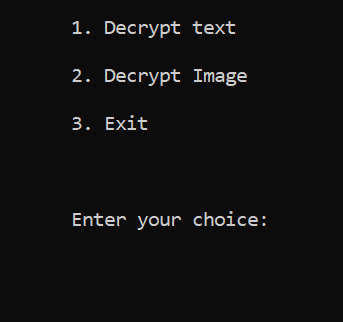 1. Decrypt text
2. Decrypt Image
3. Exit
Enter your choice: